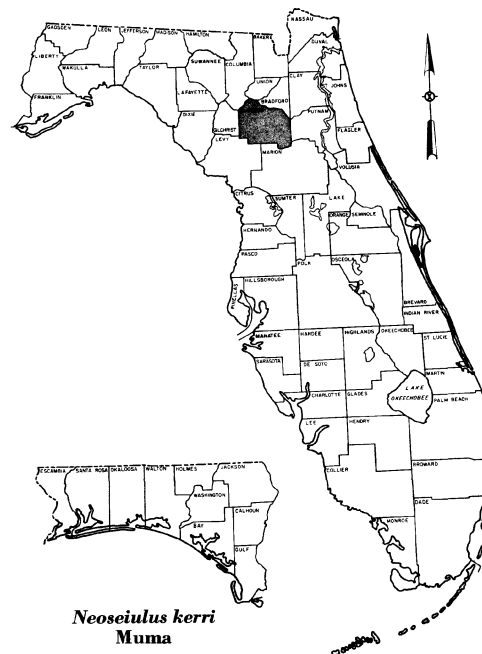 NASSAU
GADSDEN
LEON
JEFFERSON
MADISON
HAMILTON
BAKER
DUVAL
LIBERTY
WAKULLA
TAYLOR
SUWANNEE
COLUMBIA
UNION
CLAY
ST JOHNS
FRANKLIN
LAFAYETTE
BRADFORD
DIXIE
GILCHRIST
PUTNAM
FLAGLER
LEVY
MARION
VOLUSIA
CITRUS
SUMTER
LAKE
ORANGE
SEMINOLE
HERNANDO
PASCO
POLK
OSCEOLA
PINELLAS
HILLSBOROUGH
BREVARD
INDIAN RIVER
MANATEE
HARDEE
HIGHLANDS
OKEECHOBEE
ST LUCIE
SARASOTA
DE SOTO
MARTIN
CHARLOTTE
GLADES
LAKE
OKEECHOBEE
PALM BEACH
LEE
HENDRY
COLLIER
BROWARD
DADE
MONROE
ESCAMBIA
SANTA ROSA
OKALOOSA
WALTON
HOLMES
JACKSON
WASHINGTON
BAY
CALHOUN
GULF
Neoseiulus kerri
Muma